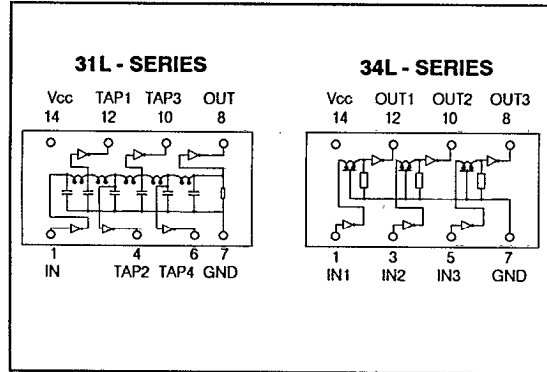 31L - SERIES
Vcc TAP1 TAP3 OUT
14 12 10 8
1 4 6 7
IN TAP2 TAP4 GND
34L - SERIES
Vcc OUT1 OUT2 OUT3
14 12 10 8
1 3 5 7
IN1 IN2 IN3 GND